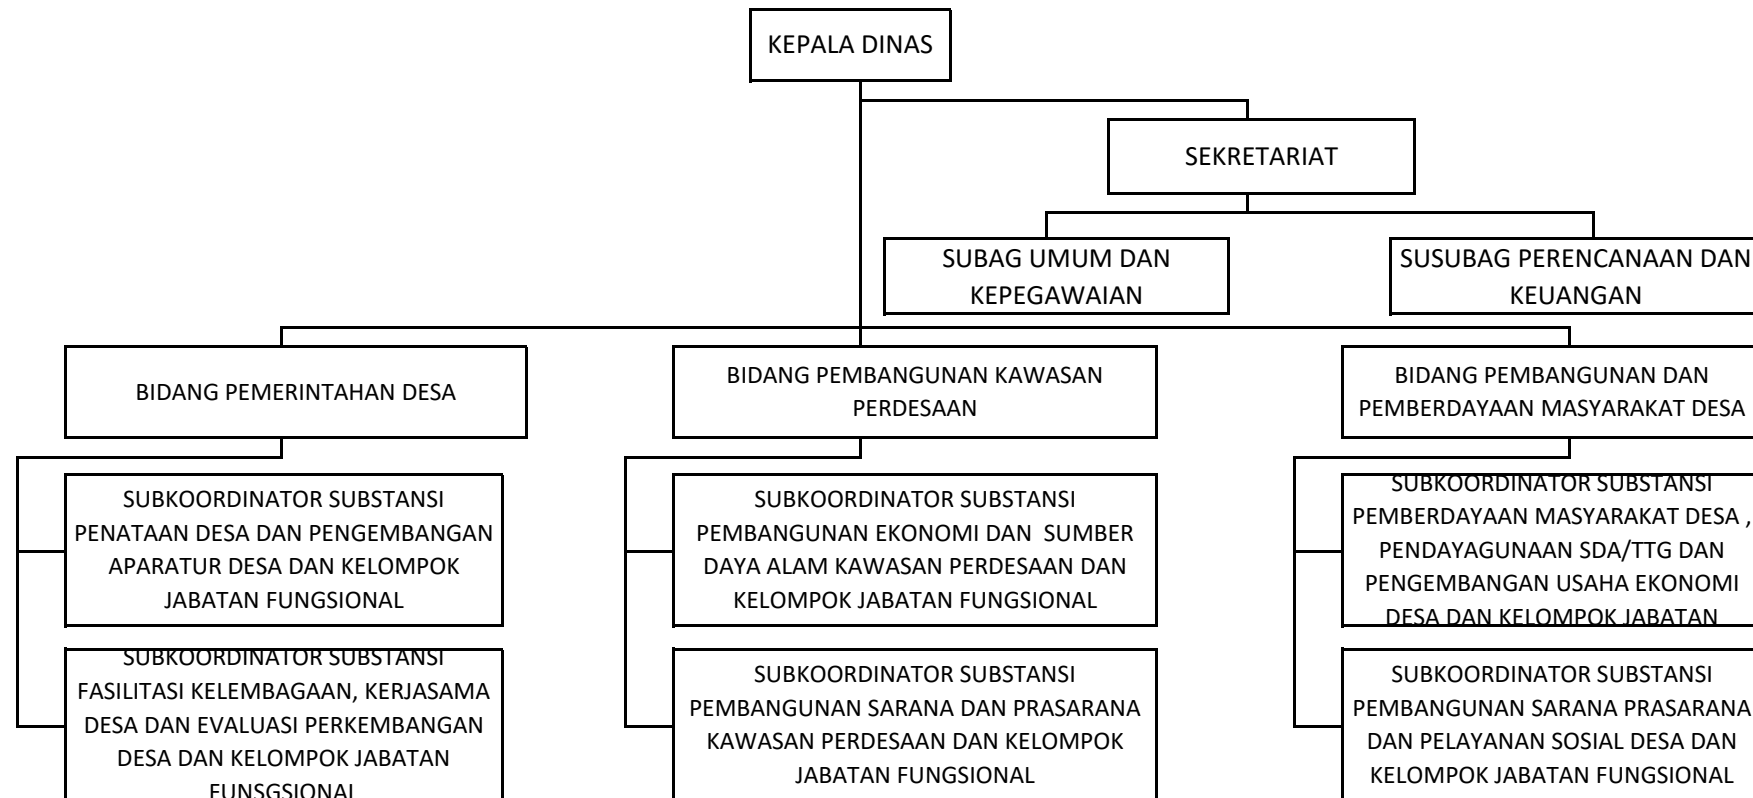 KEPALA DINAS
SEKRETARIAT
SUBAG UMUM DAN
KEPEGAWAIAN
SUSUBAG PERENCANAAN DAN
KEUANGAN
BIDANG PEMERINTAHAN DESA
BIDANG PEMBANGUNAN KAWASAN
PERDESAAN
BIDANG PEMBANGUNAN DAN
PEMBERDAYAAN MASYARAKAT DESA
SUBKOORDINATOR SUBSTANSI
PENATAAN DESA DAN PENGEMBANGAN
APARATUR DESA DAN KELOMPOK
JABATAN FUNGSIONAL
SUBKOORDINATOR SUBSTANSI
PEMBANGUNAN EKONOMI DAN  SUMBER
DAYA ALAM KAWASAN PERDESAAN DAN
KELOMPOK JABATAN FUNGSIONAL
SUBKOORDINATOR SUBSTANSI
PEMBERDAYAAN MASYARAKAT DESA ,
PENDAYAGUNAAN SDA/TTG DAN
PENGEMBANGAN USAHA EKONOMI
DESA DAN KELOMPOK JABATAN
SUBKOORDINATOR SUBSTANSI
FASILITASI KELEMBAGAAN, KERJASAMA
DESA DAN EVALUASI PERKEMBANGAN
DESA DAN KELOMPOK JABATAN
FUNSGSIONAL
SUBKOORDINATOR SUBSTANSI
PEMBANGUNAN SARANA DAN PRASARANA
KAWASAN PERDESAAN DAN KELOMPOK
JABATAN FUNGSIONAL
SUBKOORDINATOR SUBSTANSI
PEMBANGUNAN SARANA PRASARANA
DAN PELAYANAN SOSIAL DESA DAN
KELOMPOK JABATAN FUNGSIONAL